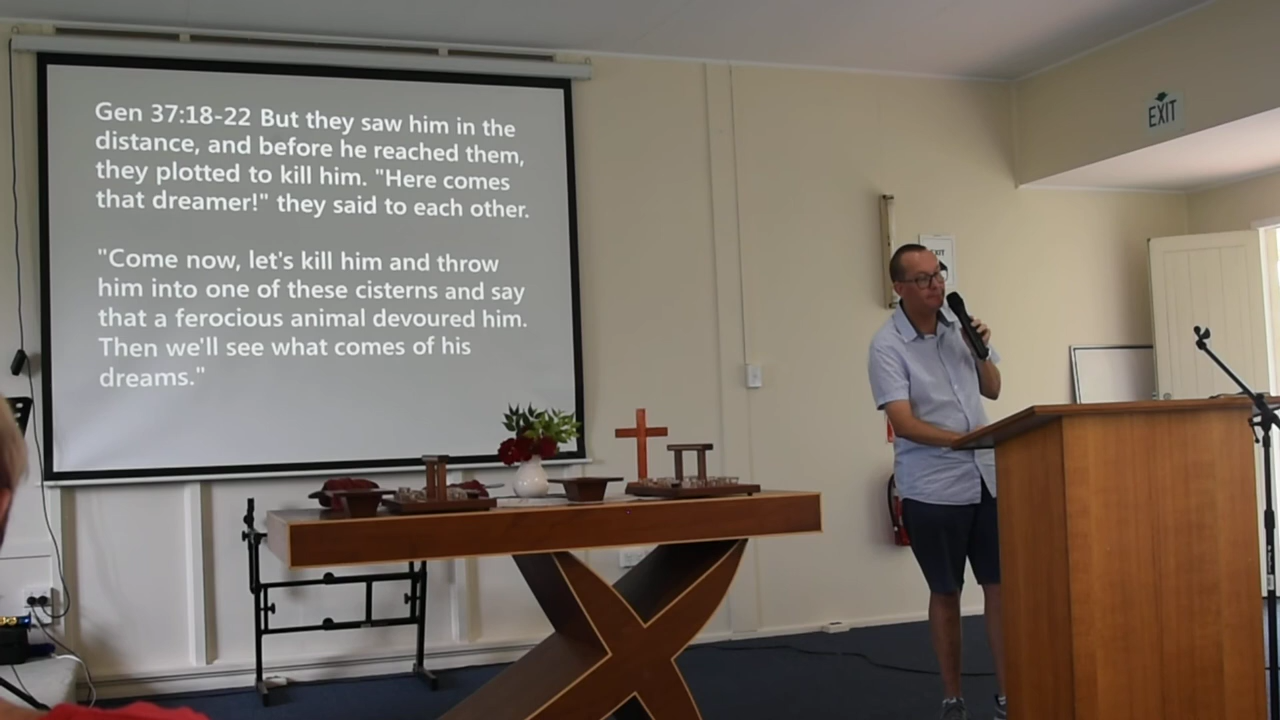 Gen 37:18-22 But they saw him in the
distance, and before he reached them,
they plotted to kill him. "Here comes
that dreamer!" they said to each other.
"Come now, let's kill him and throw
him into one of these cisterns and say
that a ferocious animal devoured him.
Then we'll see what comes of his
dreams."
EXIT